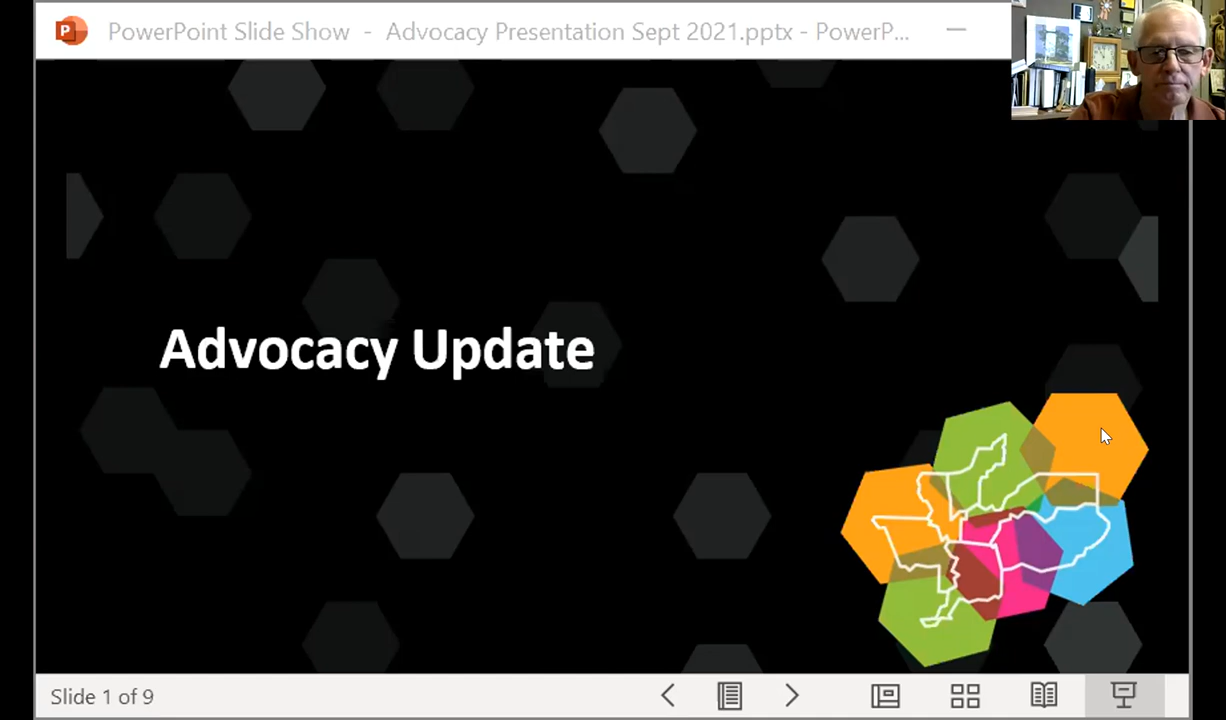 PowerPoint Slide Show - Advocacy Presentation Sept 2021.pptx - PowerP...
Advocacy Update
Slide 1 of 9